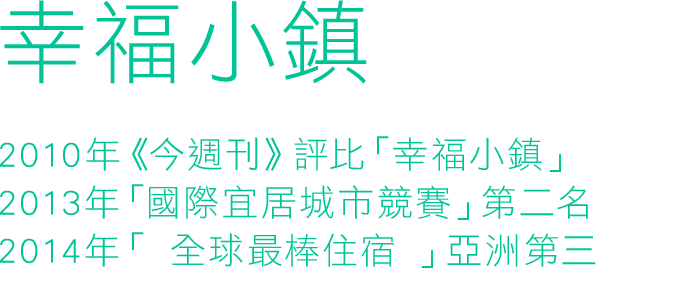 幸福小鎮
2010年《今週刊》評比「幸福小鎮」
2013年「國際宜居城市競賽」第二名
2014年「 全球最棒住宿 」亞洲第三